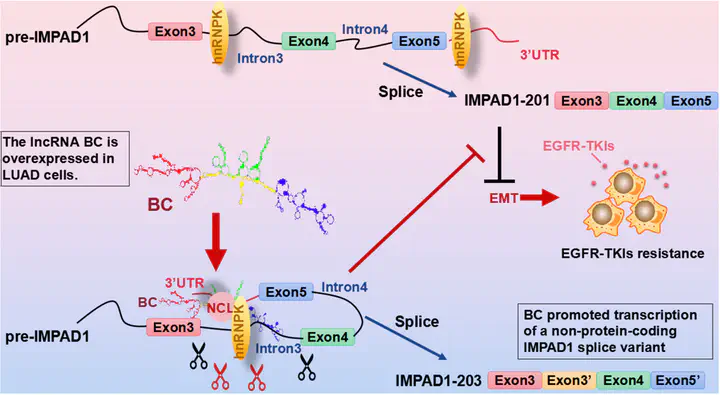 pre-IMPAD1
Exon3
hnRNPK
Intron3
Exon4
Intron4
Exon5
hnRNPK
3'UTR
Splice
IMPAD1-201
Exon3
Exon4
Exon5
The lncRNA BC is
overexpressed in
LUAD cells.
BC
EGFR-TKIs
EMT
EGFR-TKIs resistance
3'UTR
BC
NCL
hnRNPK
Exon5
Intron4
pre-IMPAD1
Exon3
Intron3
Exon4
Splice
BC promoted transcription
of a non-protein-coding
IMPAD1 splice variant
IMPAD1-203
Exon3
Exon3'
Exon4
Exon5'